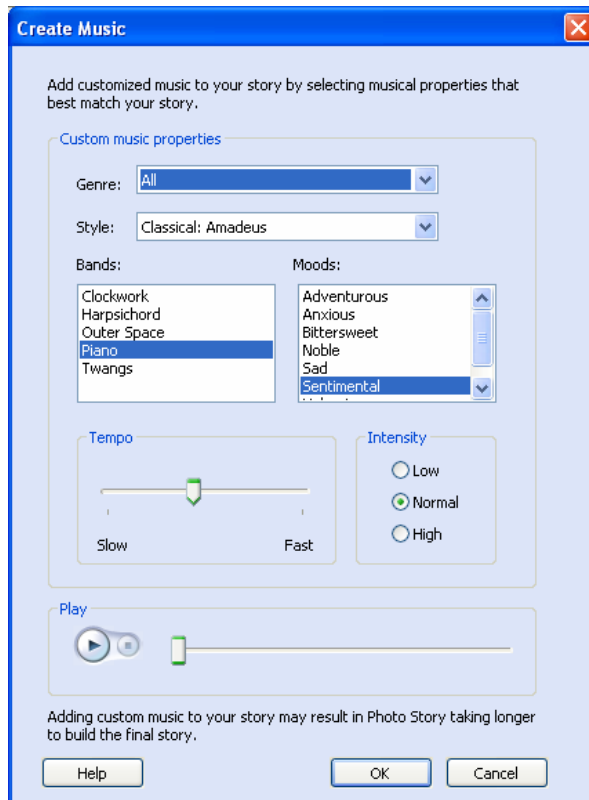 Create Music
Add customized music to your story by selecting musical properties that
best match your story.
Custom music properties
Genre: All
Style: Classical: Amadeus
Bands:
Clockwork
Harpsichord
Outer Space
Piano
Twangs
Moods:
Adventurous
Anxious
Bittersweet
Noble
Sad
Sentimental
Tempo
Slow Fast
Intensity
Low
Normal
High
Play
Adding custom music to your story may result in Photo Story taking longer
to build the final story.
Help OK Cancel